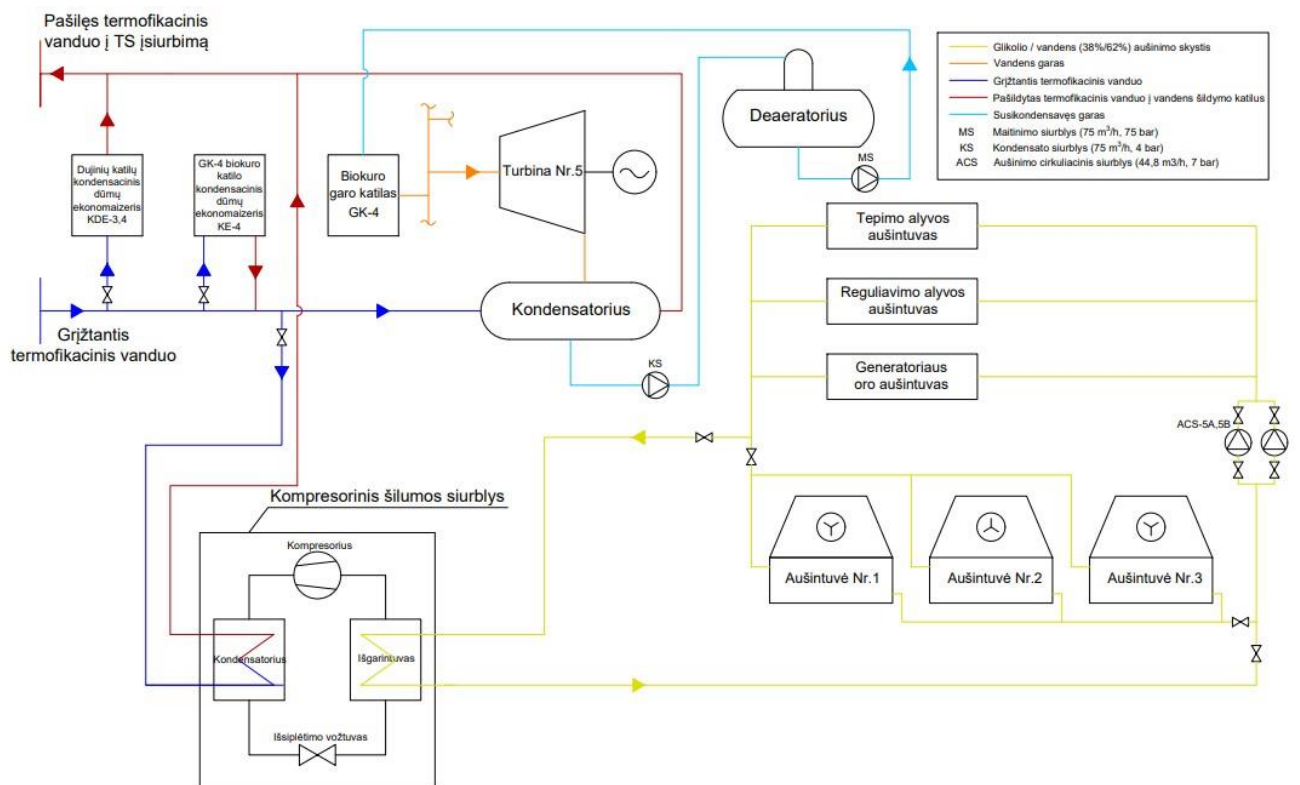 Pašilęs termofikacinis
vanduo į TS įsiurbimą
Glikolio / vandens (38%/62%) aušinimo skystis
Vandens garas
Grįžtantis termofikacinis vanduo
Pašildytas termofikacinis vanduo į vandens šildymo katilus
Susikondensavęs garas
MS Maitinimo siurblys (75 m³/h, 75 bar)
KS Kondensato siurblys (75 m³/h, 4 bar)
ACS Aušinimo cirkuliacinis siurblys (44,8 m3/h, 7 bar)
Deaeratorius
MS
Dujinių katilų
kondensacinis
dūmų
ekonomaizeris
KDE-3,4
GK-4 biokuro
katilo
kondensacinis
dūmų
ekonomaizeris
KE-4
Biokuro
garo katilas
GK-4
Turbina Nr.5
Tepimo alyvos
aušintuvas
Reguliavimo alyvos
aušintuvas
Generatoriaus
oro aušintuvas
Kondensatorius
Grįžtantis
termofikacinis vanduo
KS
ACS-5A,5B
Kompresorinis šilumos siurblys
Kompresorius
Kondensatorius
Išgarintuvas
Išsiplėtimo vožtuvas
Aušintuvė Nr.1
Aušintuvė Nr.2
Aušintuvė Nr.3